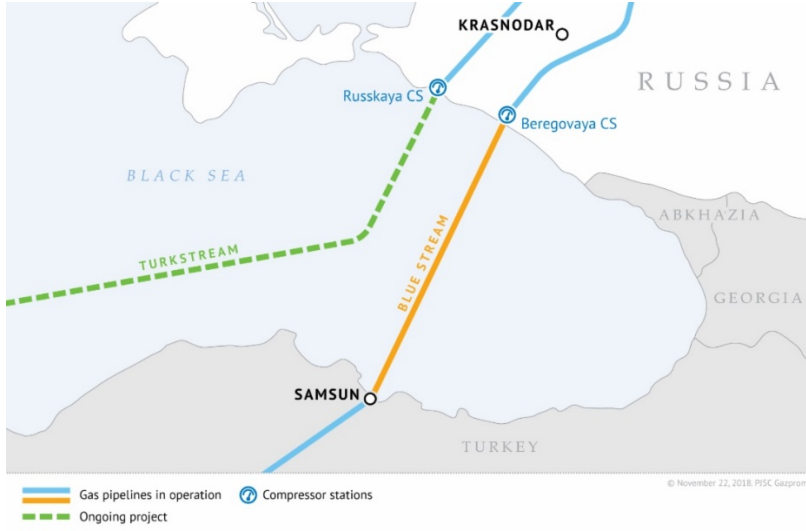 KRASNODAR
Russkaya CS
RUSSIA
Beregovaya CS
BLACK SEA
ABKHAZIA
TURKSTREAM
BLUE STREAM
GEORGIA
SAMSUN
TURKEY
© November 22, 2018. PJSC Gazprom
Gas pipelines in operation
Compressor stations
Ongoing project